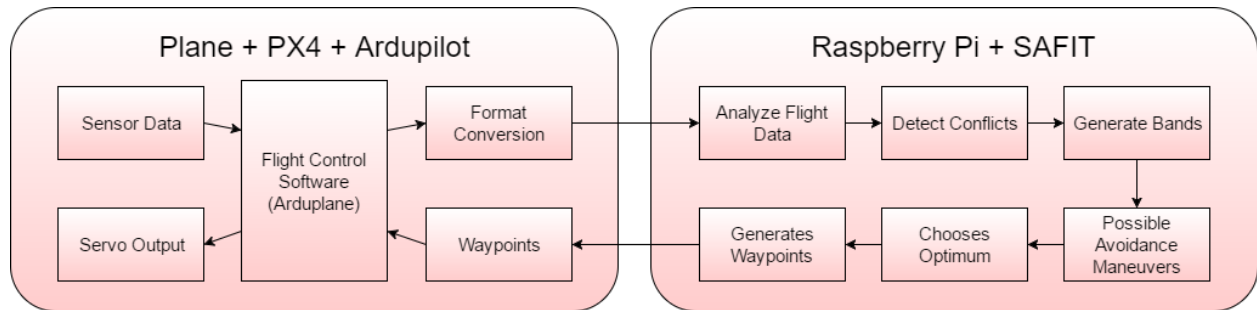 Plane + PX4 + Ardupilot
Sensor Data
Flight Control
Software
(Arduplane)
Format
Conversion
Servo Output
Waypoints
Raspberry Pi + SAFIT
Analyze Flight
Data
Detect Conflicts
Generate Bands
Generates
Waypoints
Chooses
Optimum
Possible
Avoidance
Maneuvers